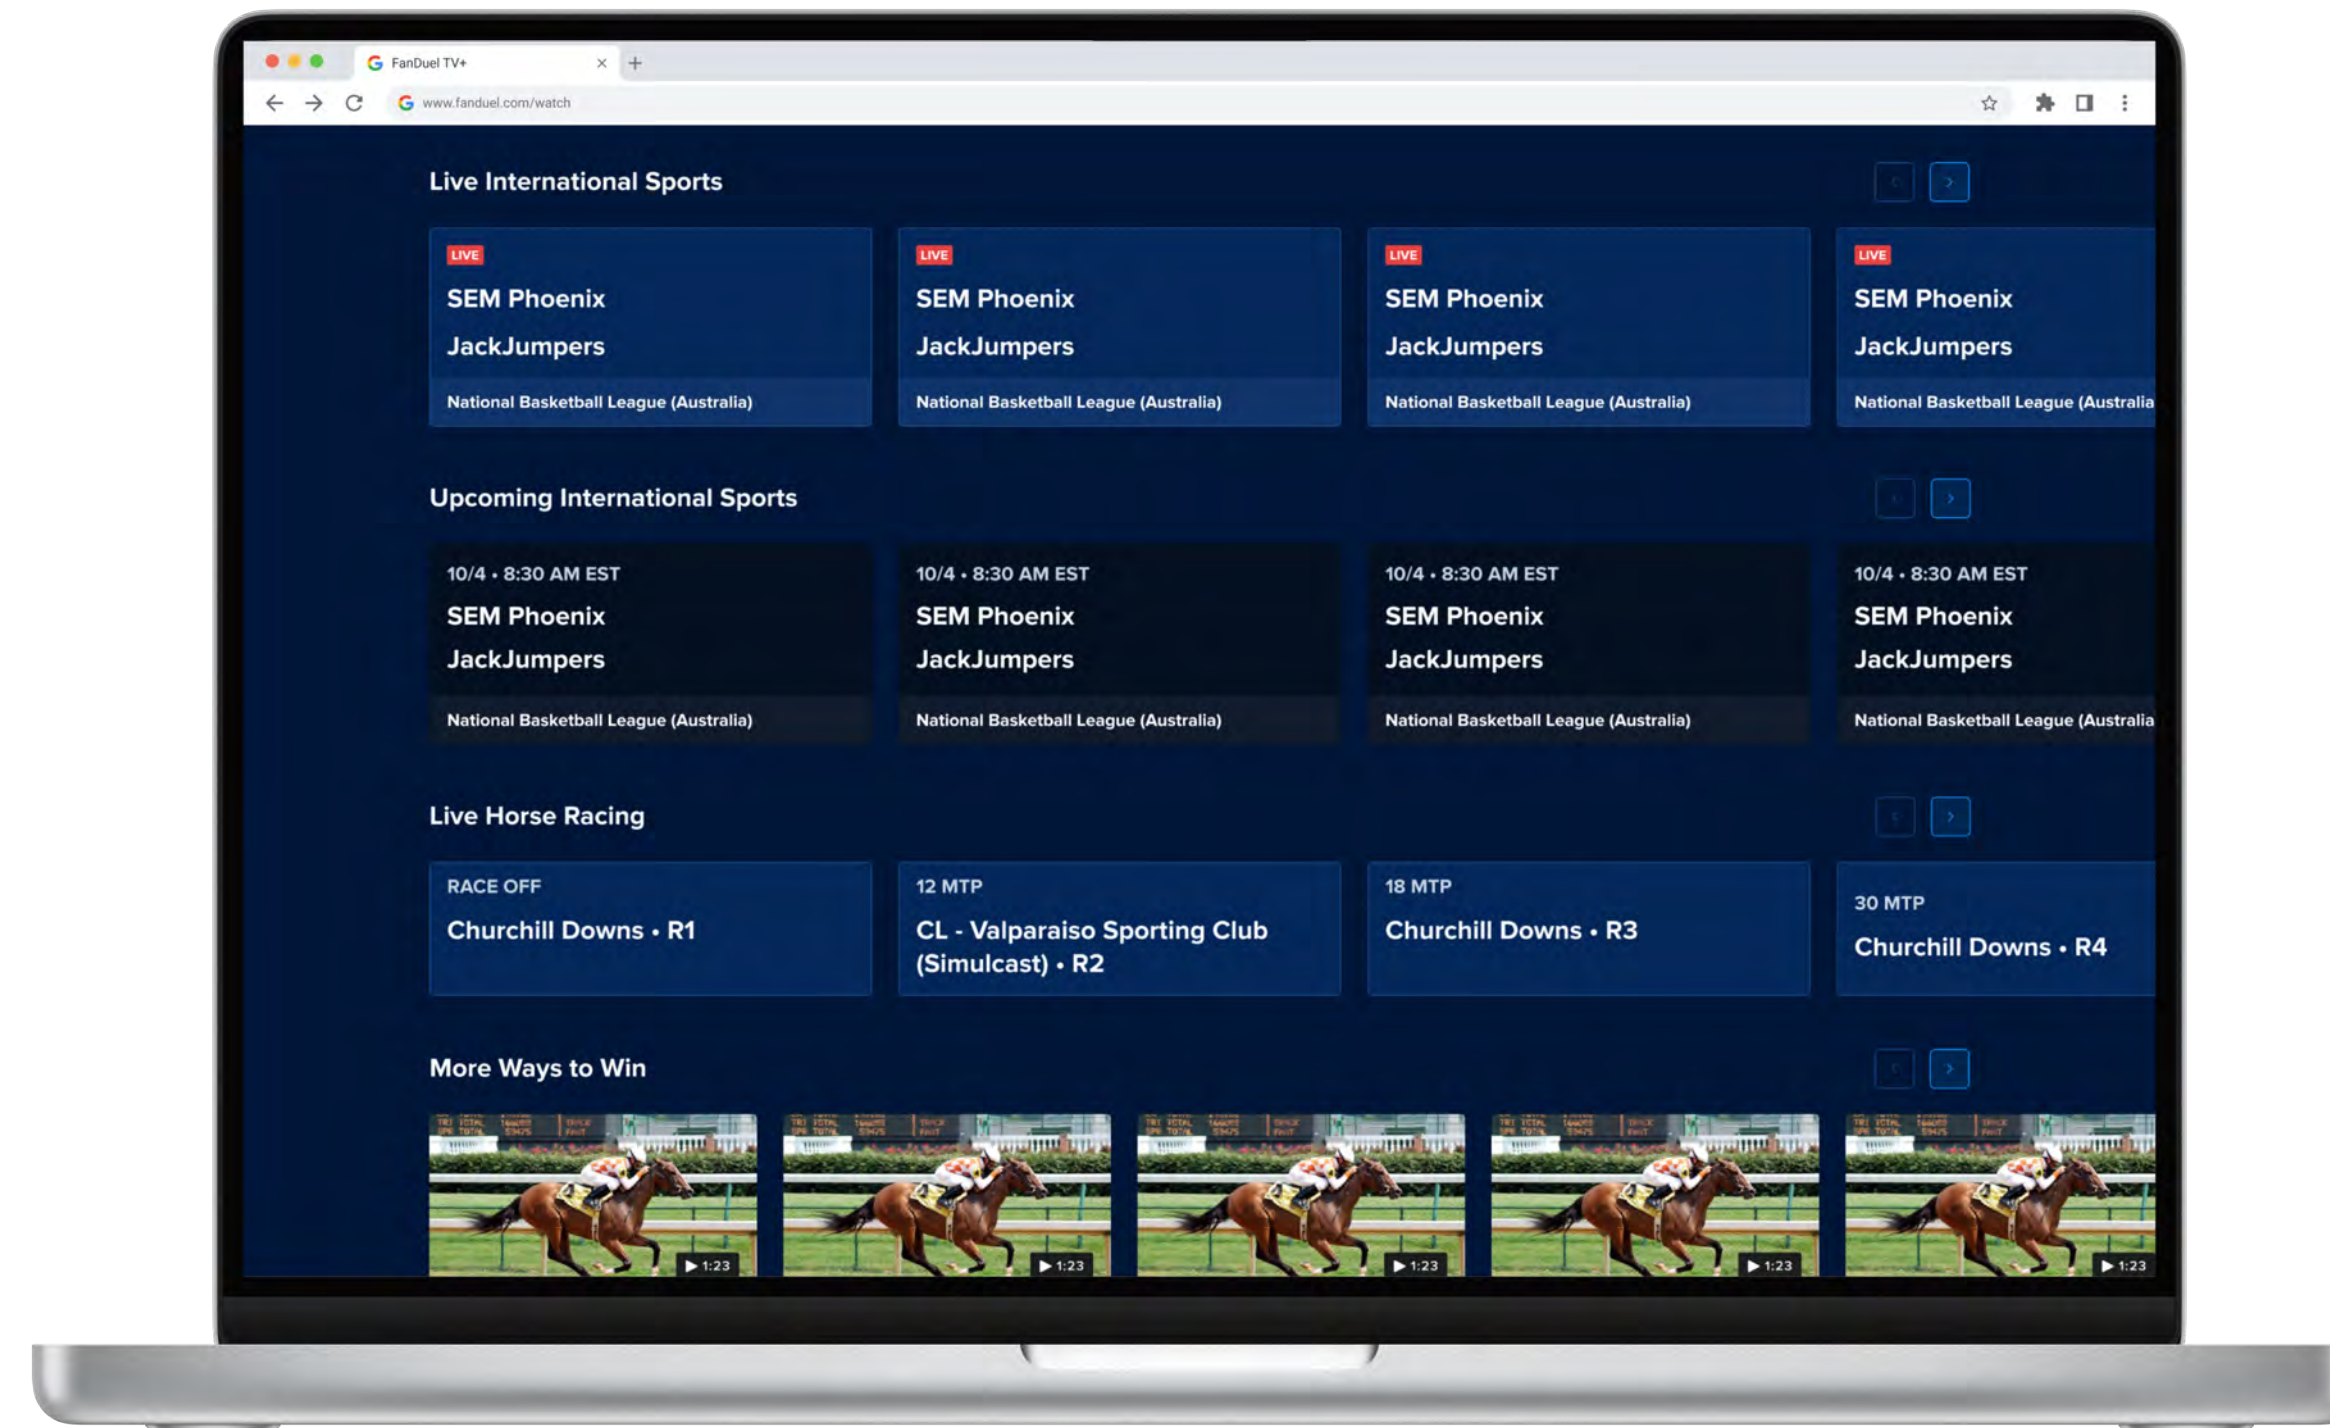 FanDuel TV+
www.fanduel.com/watch
Live International Sports
LIVE LIVE LIVE LIVE
SEM Phoenix SEM Phoenix SEM Phoenix SEM Phoenix
JackJumpers JackJumpers JackJumpers JackJumpers
National Basketball League (Australia) National Basketball League (Australia) National Basketball League (Australia) National Basketball League (Australia
Upcoming International Sports
10/4 • 8:30 AM EST 10/4 • 8:30 AM EST 10/4 • 8:30 AM EST 10/4 • 8:30 AM EST
SEM Phoenix SEM Phoenix SEM Phoenix SEM Phoenix
JackJumpers JackJumpers JackJumpers JackJumpers
National Basketball League (Australia) National Basketball League (Australia) National Basketball League (Australia) National Basketball League (Australia
Live Horse Racing
RACE OFF
Churchill Downs • R1
12 MTP
CL - Valparaiso Sporting Club
(Simulcast) • R2
18 MTP
Churchill Downs • R3
30 MTP
Churchill Downs • R4
More Ways to Win
1:23 1:23 1:23 1:23 1:23